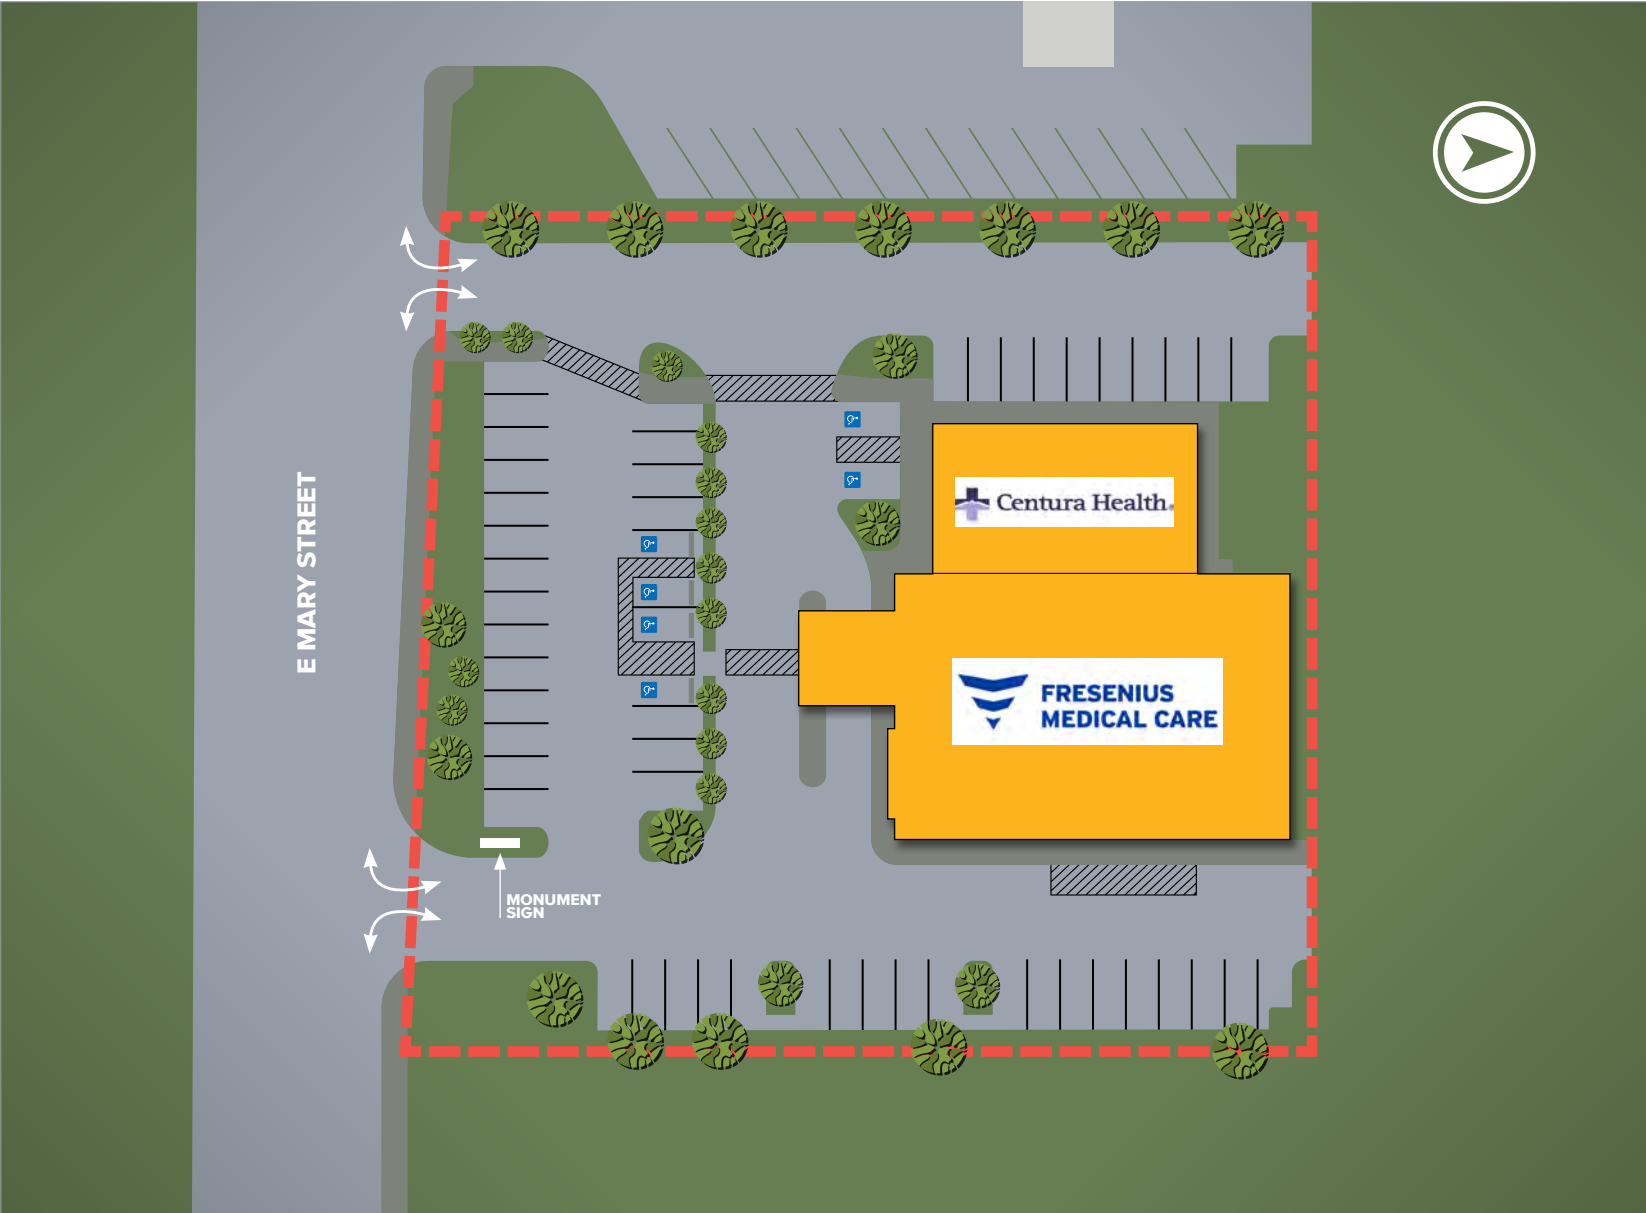 Centura Health
E MARY STREET
FRESENIUS
MEDICAL CARE
MONUMENT
SIGN